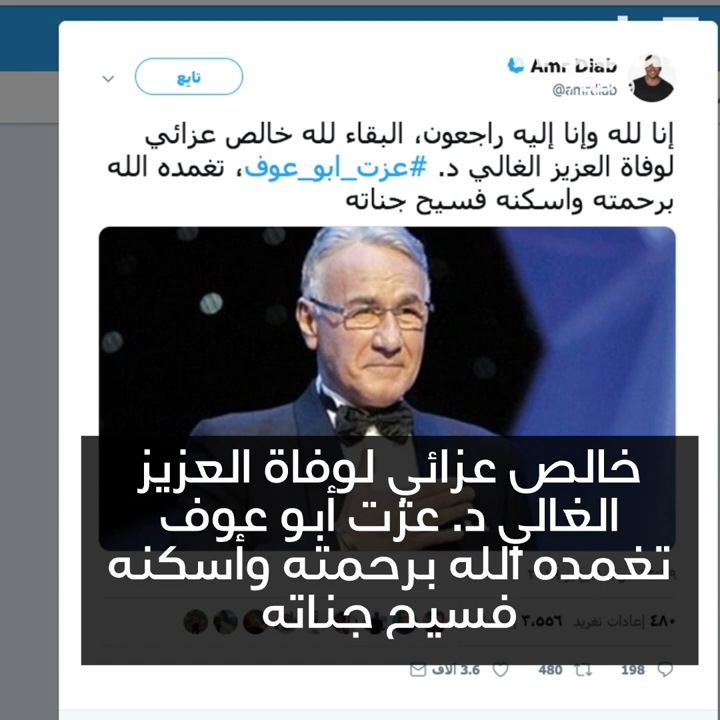 Amr Diab
@amrdiab
تابع
إنا لله وإنا إليه راجعون، البقاء لله خالص عزائي
لوفاة العزيز الغالي د. #عزت_ابو_عوف، تغمده الله
برحمته واسكنه فسيح جناته
خالص عزائي لوفاة العزيز
الغالي د. عزت أبو عوف
تغمده الله برحمته وأسكنه
فسيح جناته
٤٨٠ إعادات تغريد ٣،٥٥٦
198 480 3.6 آلاف